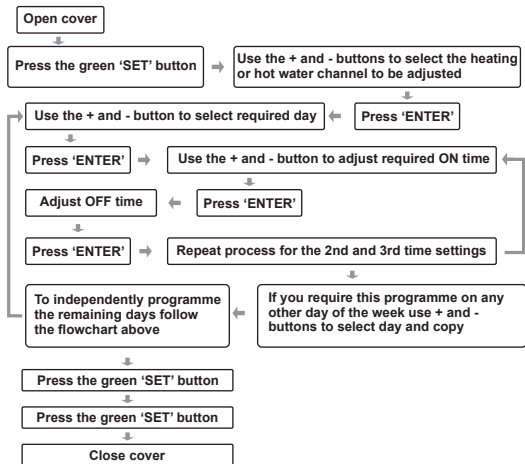 Open cover
Press the green ‘SET’ button
Use the + and - buttons to select the heating
or hot water channel to be adjusted
Press ‘ENTER’
Use the + and - button to select required day
Press ‘ENTER’
Use the + and - button to adjust required ON time
Press ‘ENTER’
Adjust OFF time
Press ‘ENTER’
Repeat process for the 2nd and 3rd time settings
If you require this programme on any
other day of the week use + and -
buttons to select day and copy
To independently programme
the remaining days follow
the flowchart above
Press the green ‘SET’ button
Press the green ‘SET’ button
Close cover